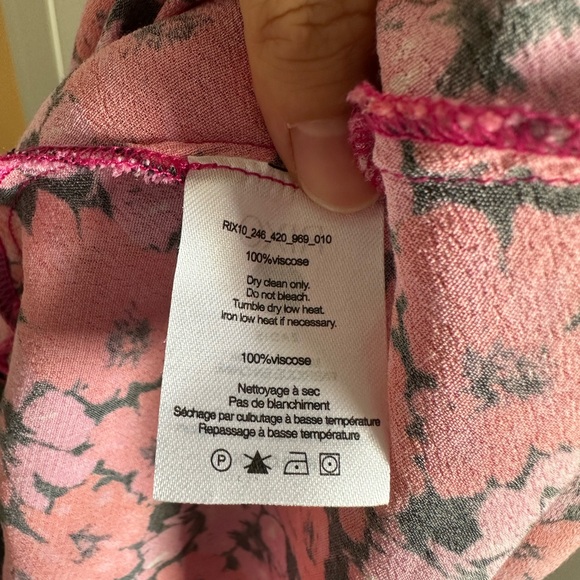 RIX10_246_420_969_010
100%viscose
Dry clean only.
Do not bleach.
Tumble dry low heat.
Iron low heat if necessary.
100%viscose
Nettoyage à sec
Pas de blanchiment
Séchage par culbutage à basse température
Repassage à basse température
P